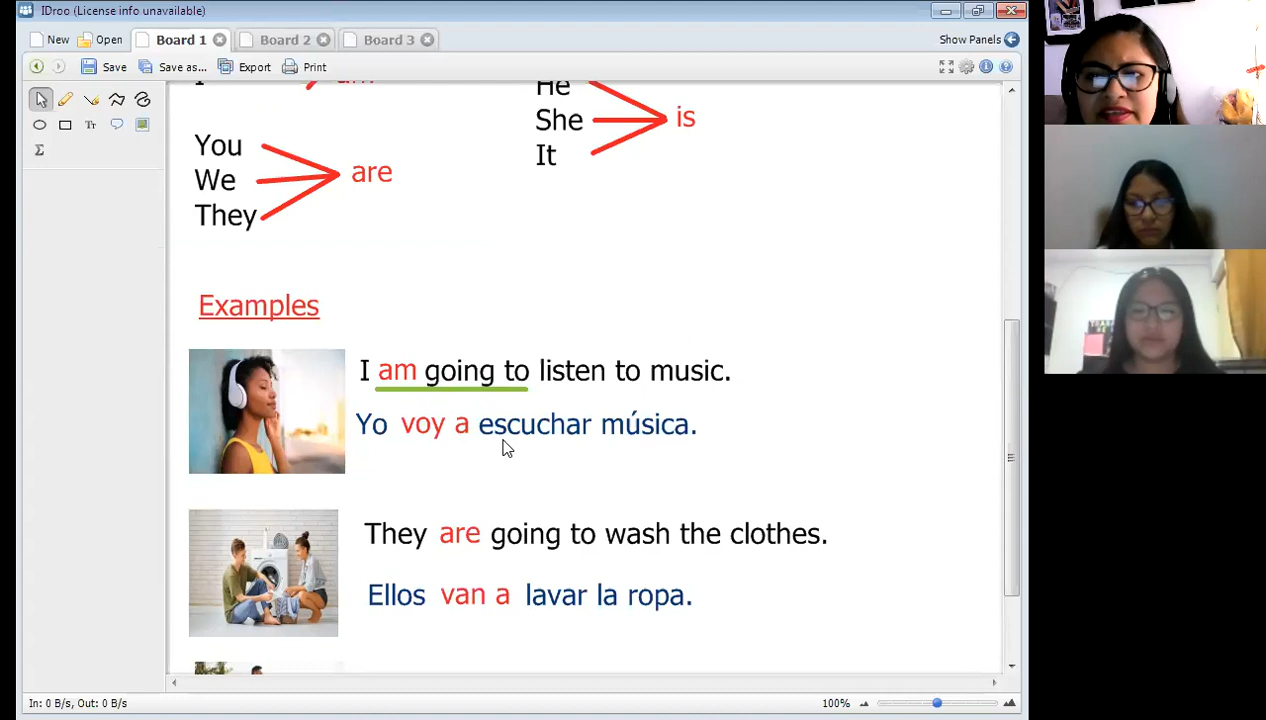 IDroo (License info unavailable)
New Open Board 1 Board 2 Board 3 Show Panels
Save Save as... Export Print
I am
He
She is
It
You
We are
They
Examples
I am going to listen to music.
Yo voy a escuchar música.
They are going to wash the clothes.
Ellos van a lavar la ropa.
In: 0 B/s, Out: 0 B/s 100%